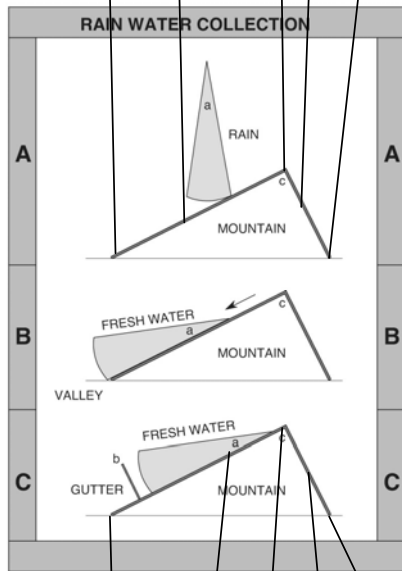 RAIN WATER COLLECTION
A
A
a
RAIN
c
MOUNTAIN
B
B
FRESH WATER
a
c
MOUNTAIN
VALLEY
C
C
FRESH WATER
a
c
b
GUTTER
MOUNTAIN